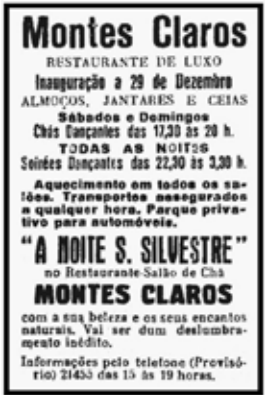 Montes Claros
RESTAURANTE DE LUXO
Inauguração a 29 de Dezembro
ALMOÇOS, JANTARES E CEIAS
Sábados e Domingos
Chás Dançantes das 17,30 às 20 h.
TODAS AS NOITES
Soirées Dançantes das 22,30 às 3,30 h.
Aquecimento em todos os sa-
lões. Transportes assegurados
a qualquer hora. Parque priva-
tivo para automóveis.
"A NOITE S. SILVESTRE"
no Restaurante-Salão de Chá
MONTES CLAROS
com a sua beleza e os seus encantos
naturais. Vai ser dum deslumbra-
mento inédito.
Informações pelo telefone (Provisó-
rio) 21455 das 15 às 19 horas.